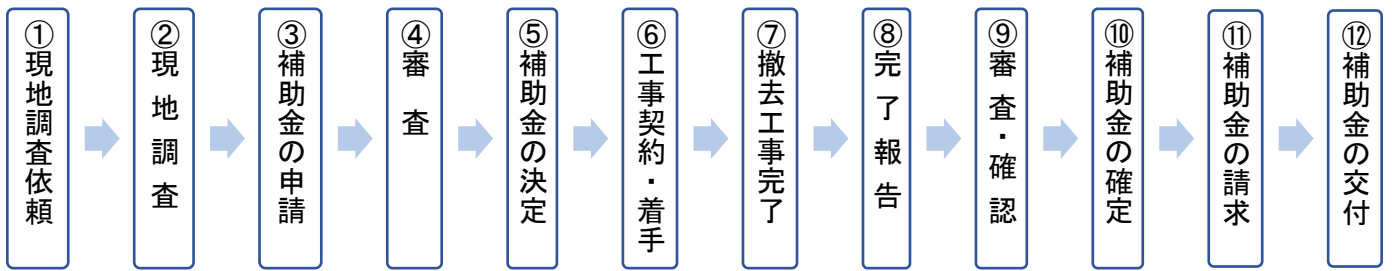 ①現地調査依頼
②現地調査
③補助金の申請
④審査
⑤補助金の決定
⑥工事契約・着手
⑦撤去工事完了
⑧完了報告
⑨審査・確認
⑩補助金の確定
⑪補助金の請求
⑫補助金の交付